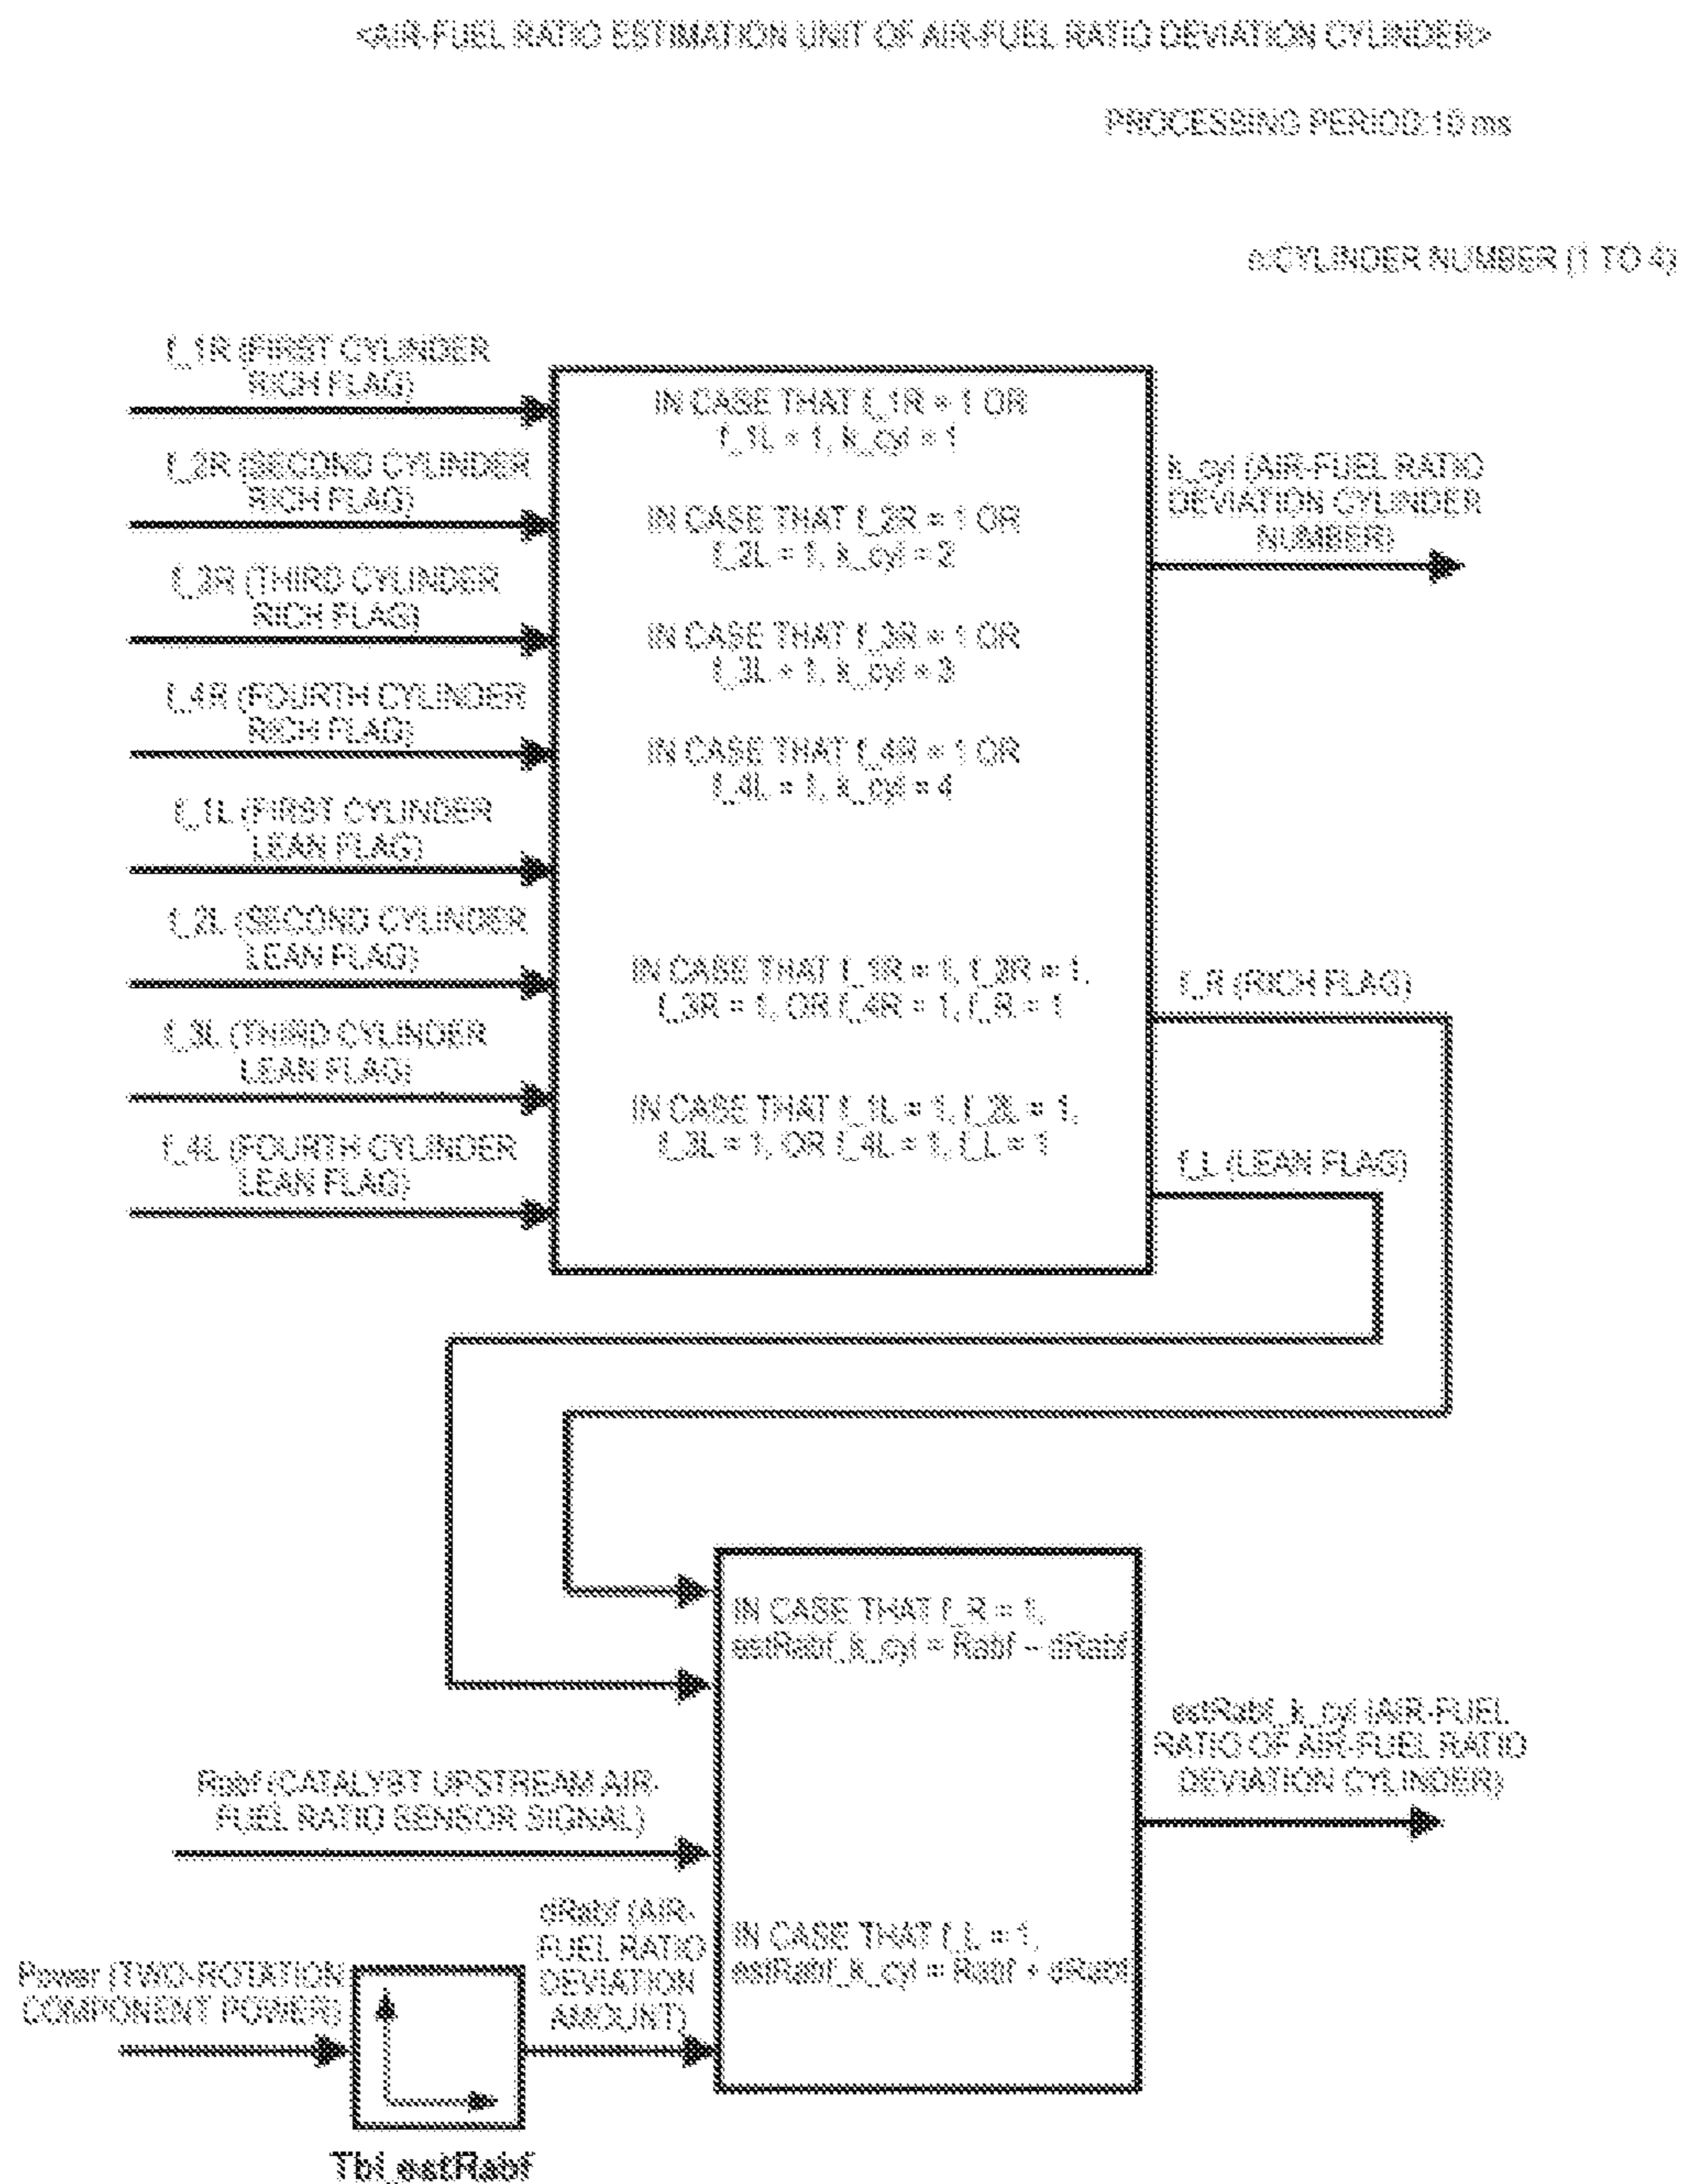 <AIR-FUEL RATIO ESTIMATION UNIT OF AIR-FUEL RATIO DEVIATION CYLINDER>
PROCESSING PERIOD:10 ms
n:CYLINDER NUMBER (1 TO 4)
f_1R (FIRST CYLINDER
RICH FLAG)
f_2R (SECOND CYLINDER
RICH FLAG)
f_3R (THIRD CYLINDER
RICH FLAG)
f_4R (FOURTH CYLINDER
RICH FLAG)
f_1L (FIRST CYLINDER
LEAN FLAG)
f_2L (SECOND CYLINDER
LEAN FLAG)
f_3L (THIRD CYLINDER
LEAN FLAG)
f_4L (FOURTH CYLINDER
LEAN FLAG)
IN CASE THAT f_1R = 1 OR
f_1L = 1, k_cyl = 1
IN CASE THAT f_2R = 1 OR
f_2L = 1, k_cyl = 2
IN CASE THAT f_3R = 1 OR
f_3L = 1, k_cyl = 3
IN CASE THAT f_4R = 1 OR
f_4L = 1, k_cyl = 4
IN CASE THAT f_1R = 1, f_2R = 1,
f_3R = 1, OR f_4R = 1, f_R = 1
IN CASE THAT f_1L = 1, f_2L = 1,
f_3L = 1, OR f_4L = 1, f_L = 1
k_cyl (AIR-FUEL RATIO
DEVIATION CYLINDER
NUMBER)
f_R (RICH FLAG)
f_L (LEAN FLAG)
IN CASE THAT f_R = 1,
estRabf_k_cyl = Rabf - dRabf
IN CASE THAT f_L = 1,
estRabf_k_cyl = Rabf + dRabf
estRabf_k_cyl (AIR-FUEL
RATIO OF AIR-FUEL RATIO
DEVIATION CYLINDER)
Rabf (CATALYST UPSTREAM AIR-
FUEL RATIO SENSOR SIGNAL)
dRabf (AIR-
FUEL RATIO
DEVIATION
AMOUNT)
Power (TWO-ROTATION
COMPONENT POWER)
Tbl_estRabf